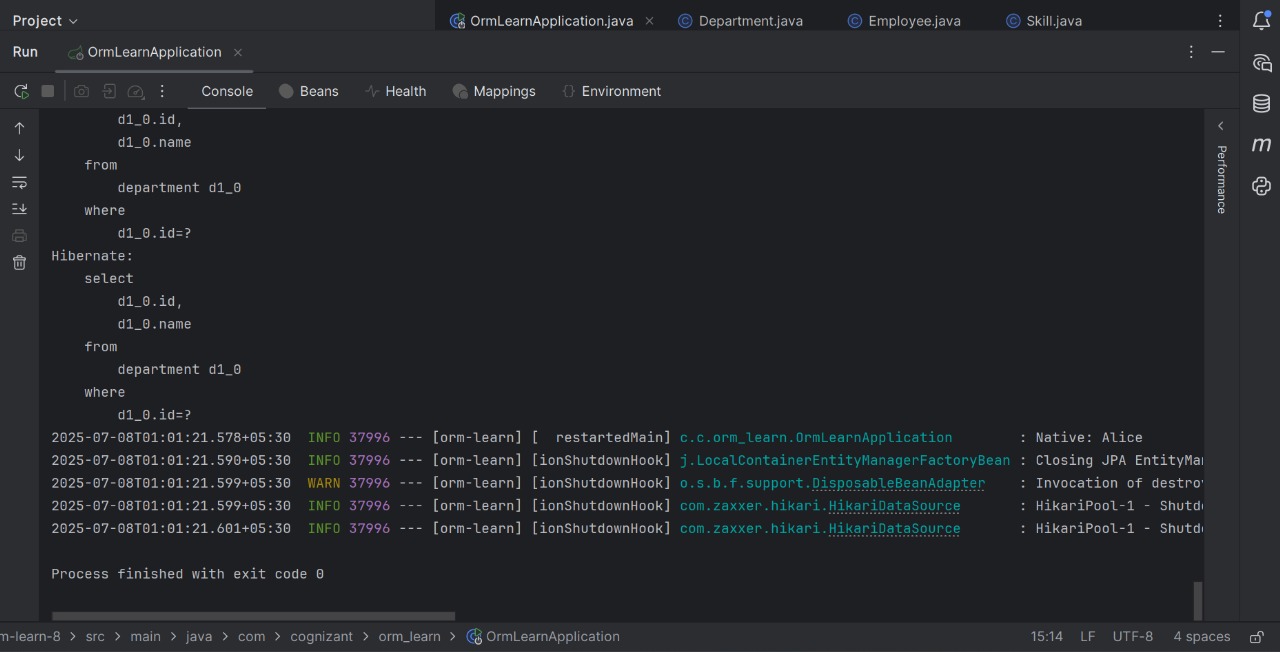 Project
OrmLearnApplication.java Department.java Employee.java Skill.java
Run OrmLearnApplication
Console Beans Health Mappings Environment
d1_0.id,
d1_0.name
from
department d1_0
where
d1_0.id=?
Hibernate:
select
d1_0.id,
d1_0.name
from
department d1_0
where
d1_0.id=?
2025-07-08T01:01:21.578+05:30 INFO 37996 --- [orm-learn] [ restartedMain] c.c.orm_learn.OrmLearnApplication : Native: Alice
2025-07-08T01:01:21.590+05:30 INFO 37996 --- [orm-learn] [ionShutdownHook] j.LocalContainerEntityManagerFactoryBean : Closing JPA EntityMa
2025-07-08T01:01:21.599+05:30 WARN 37996 --- [orm-learn] [ionShutdownHook] o.s.b.f.support.DisposableBeanAdapter : Invocation of destro
2025-07-08T01:01:21.599+05:30 INFO 37996 --- [orm-learn] [ionShutdownHook] com.zaxxer.hikari.HikariDataSource : HikariPool-1 - Shutd
2025-07-08T01:01:21.601+05:30 INFO 37996 --- [orm-learn] [ionShutdownHook] com.zaxxer.hikari.HikariDataSource : HikariPool-1 - Shutd
Process finished with exit code 0
Performance
m-learn-8 > src > main > java > com > cognizant > orm_learn > OrmLearnApplication 15:14 LF UTF-8 4 spaces